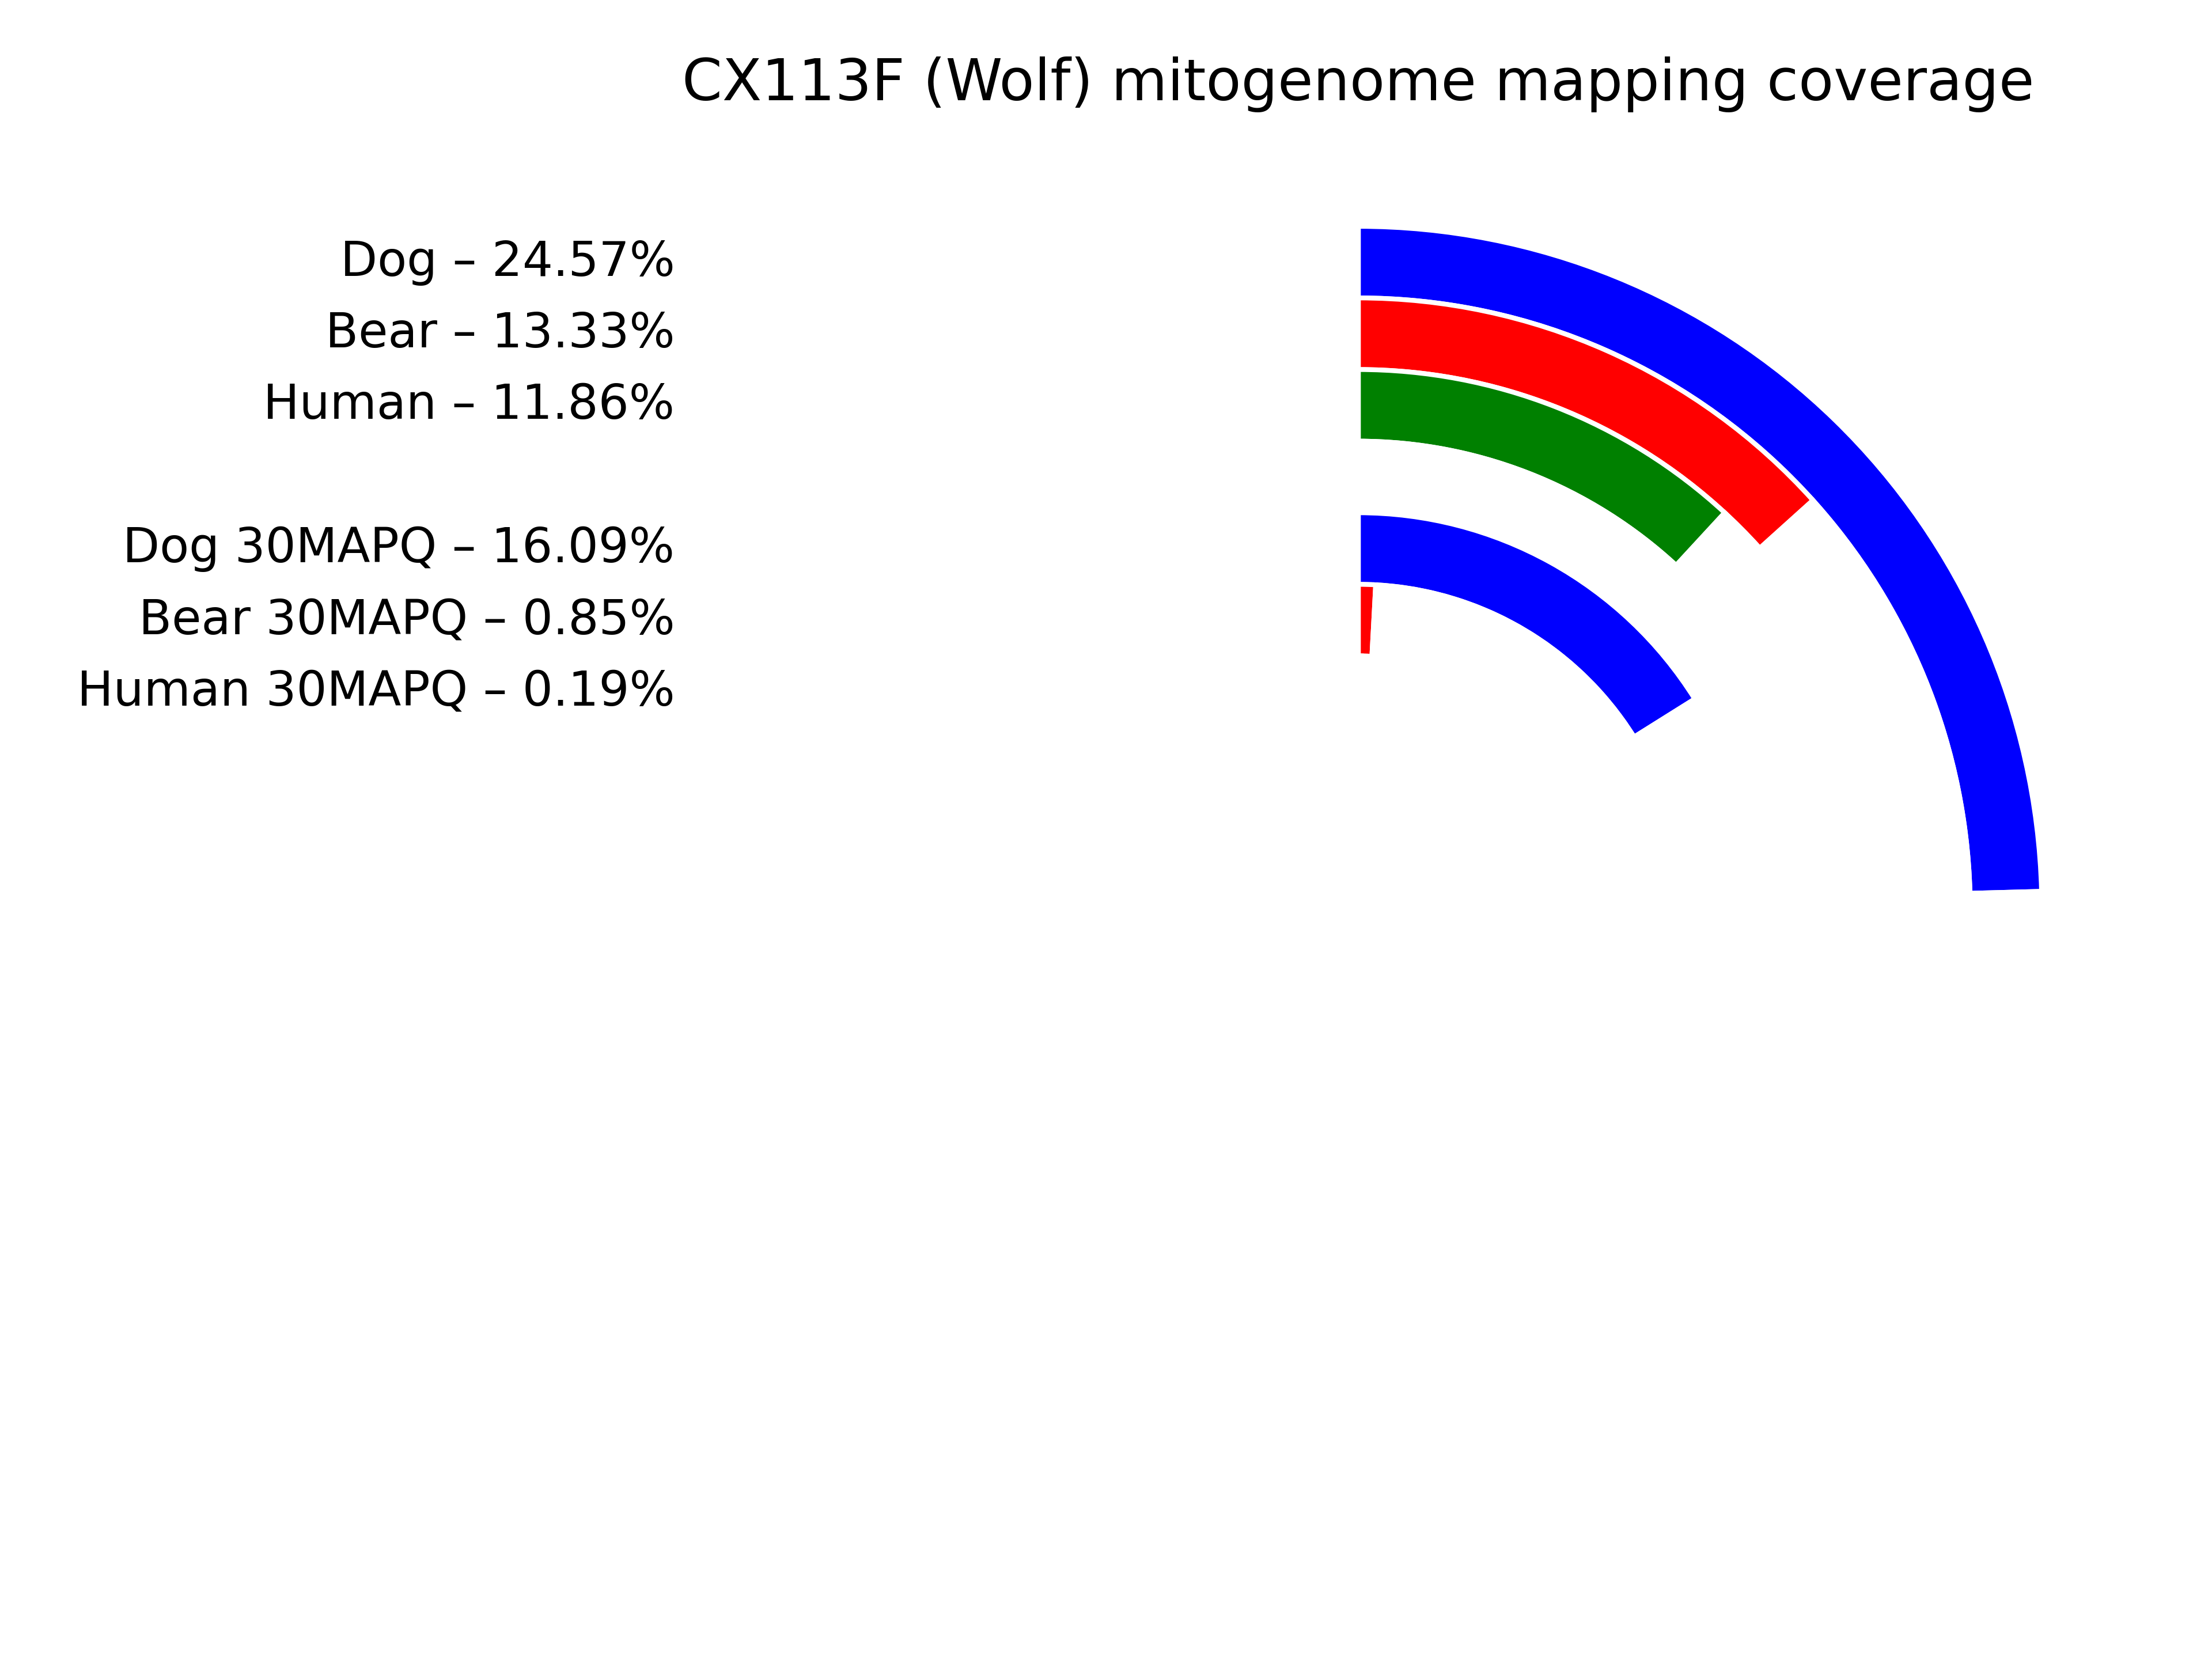 CX113F (Wolf) mitogenome mapping coverage
Dog – 24.57%
Bear – 13.33%
Human – 11.86%
Dog 30MAPQ – 16.09%
Bear 30MAPQ – 0.85%
Human 30MAPQ – 0.19%